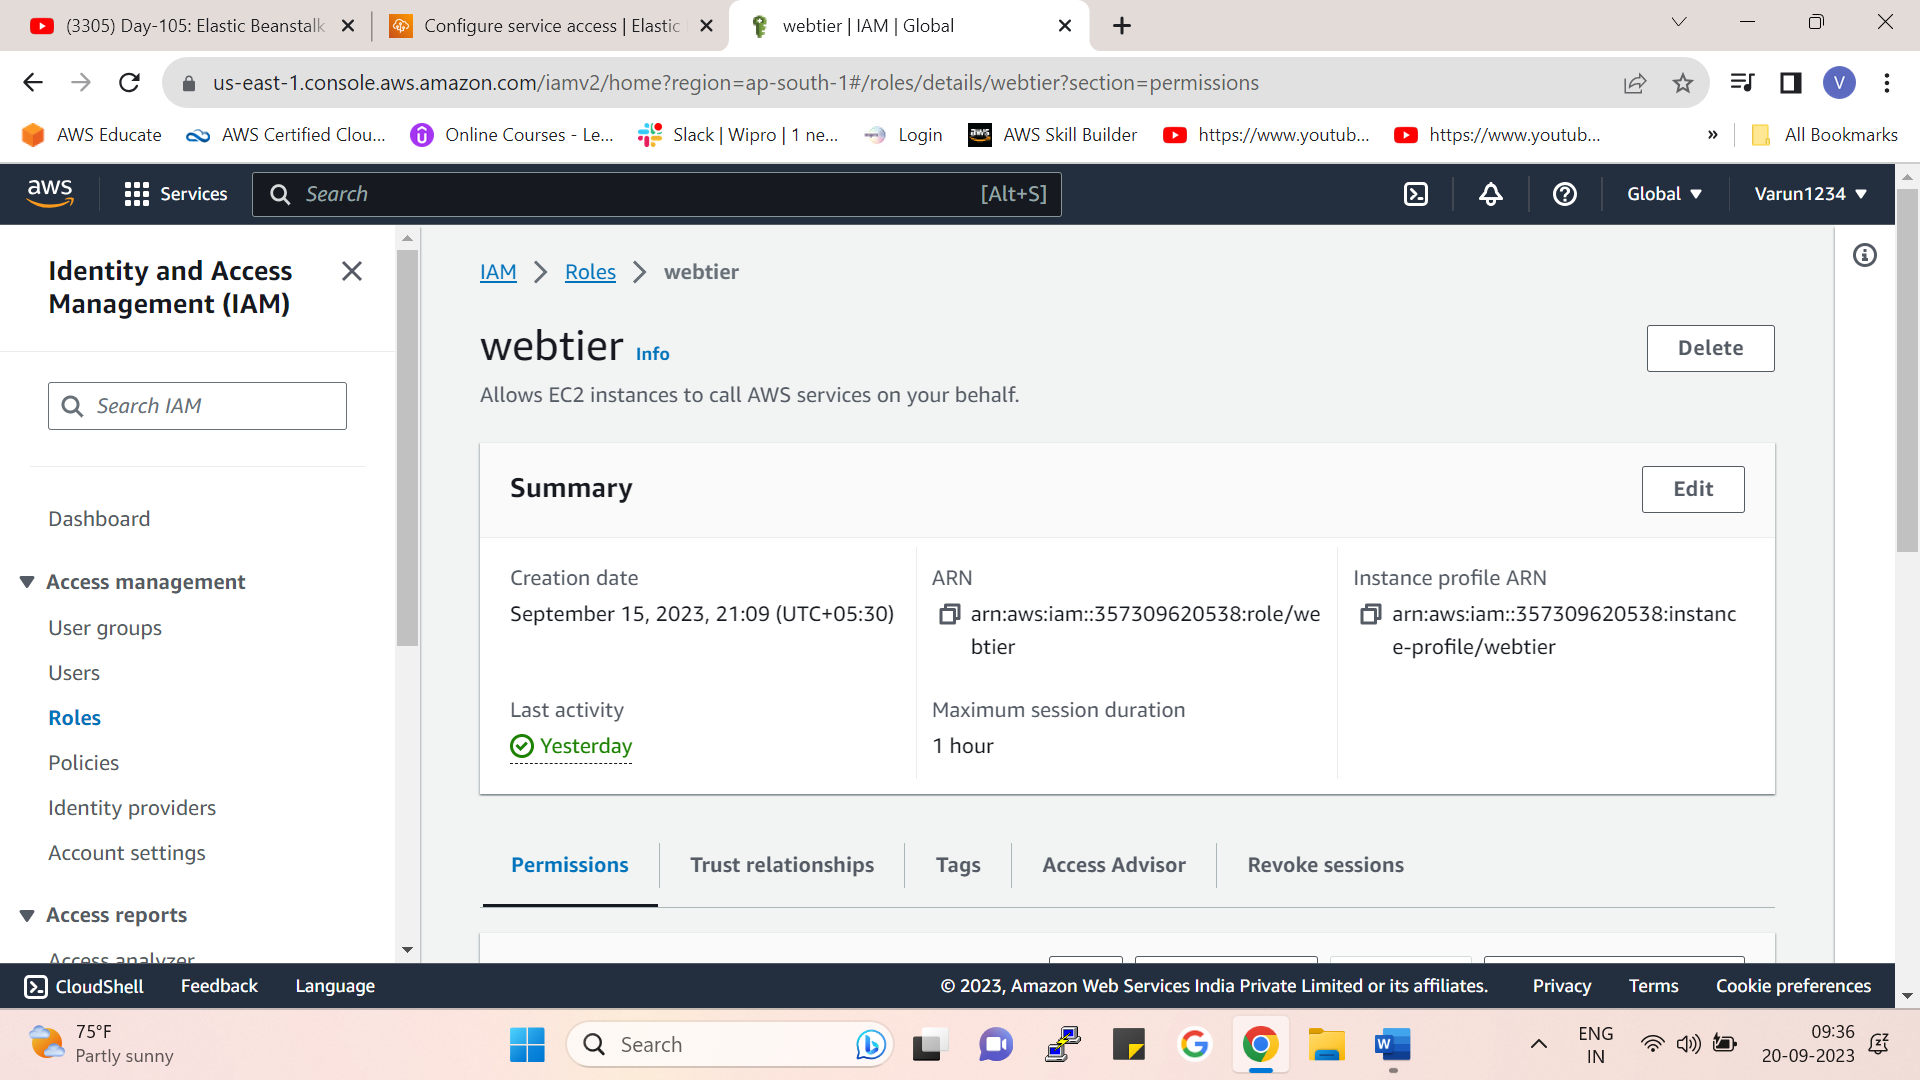 (3305) Day-105: Elastic Beanstalk
Configure service access | Elastic
webtier | IAM | Global
us-east-1.console.aws.amazon.com/iamv2/home?region=ap-south-1#/roles/details/webtier?section=permissions
V
AWS Educate
AWS Certified Clou...
Online Courses - Le...
Slack | Wipro | 1 ne...
Login
AWS Skill Builder
https://www.youtub...
https://www.youtub...
»
All Bookmarks
aws
Services
Search
[Alt+S]
Global
Varun1234
Identity and Access
Management (IAM)
Search IAM
Dashboard
Access management
User groups
Users
Roles
Policies
Identity providers
Account settings
Access reports
Access analyzer
IAM
Roles
webtier
webtier Info
Delete
Allows EC2 instances to call AWS services on your behalf.
Summary
Edit
Creation date
September 15, 2023, 21:09 (UTC+05:30)
ARN
arn:aws:iam::357309620538:role/we
btier
Instance profile ARN
arn:aws:iam::357309620538:instanc
e-profile/webtier
Last activity
Yesterday
Maximum session duration
1 hour
Permissions
Trust relationships
Tags
Access Advisor
Revoke sessions
CloudShell
Feedback
Language
© 2023, Amazon Web Services India Private Limited or its affiliates.
Privacy
Terms
Cookie preferences
75°F
Partly sunny
Search
ENG
IN
09:36
20-09-2023